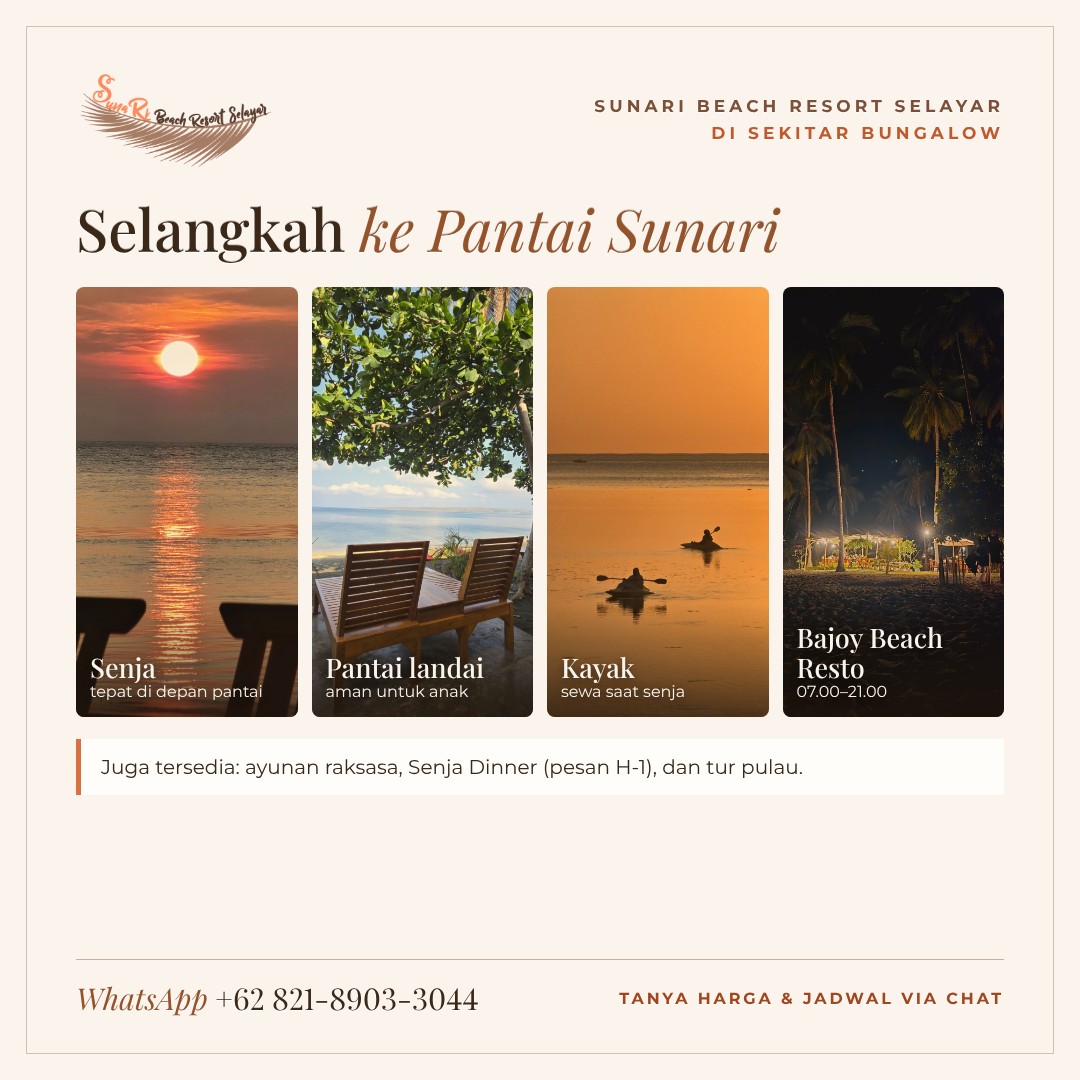 SunaRi Beach Resort Selayar
SUNARI BEACH RESORT SELAYAR
DI SEKITAR BUNGALOW
Selangkah ke Pantai Sunari
Senja
tepat di depan pantai
Pantai landai
aman untuk anak
Kayak
sewa saat senja
Bajoy Beach
Resto
07.00–21.00
Juga tersedia: ayunan raksasa, Senja Dinner (pesan H-1), dan tur pulau.
WhatsApp +62 821-8903-3044
TANYA HARGA & JADWAL VIA CHAT